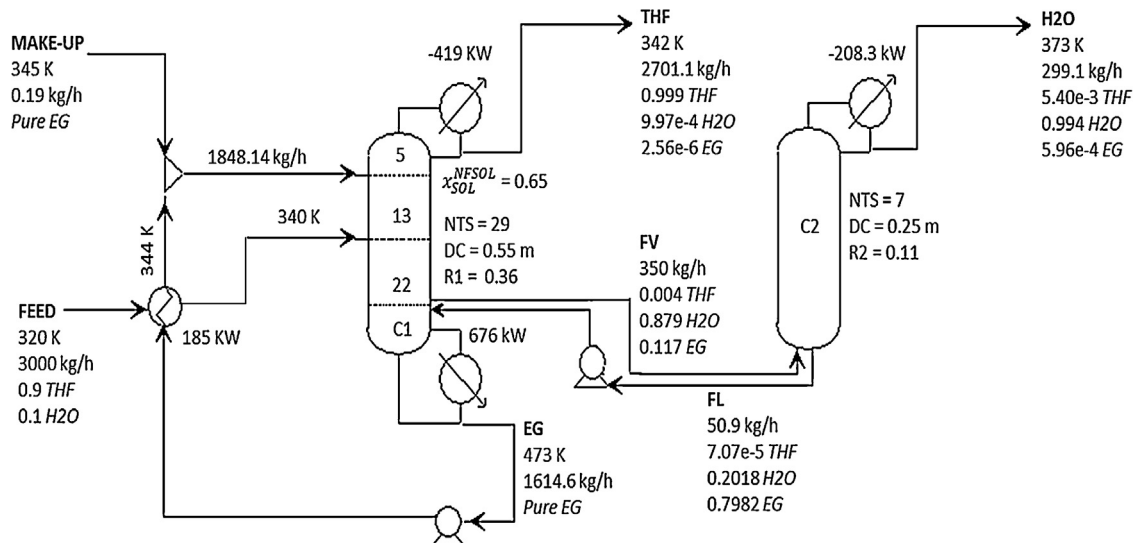 MAKE-UP
345 K
0.19 kg/h
Pure EG
1848.14 kg/h
344 K
FEED
320 K
3000 kg/h
0.9 THF
0.1 H2O
185 KW
340 K
-419 KW
5
13
22
C1
x_{SOL}^{NFSOL} = 0.65
NTS = 29
DC = 0.55 m
R1 = 0.36
676 kW
THF
342 K
2701.1 kg/h
0.999 THF
9.97e-4 H2O
2.56e-6 EG
EG
473 K
1614.6 kg/h
Pure EG
FV
350 kg/h
0.004 THF
0.879 H2O
0.117 EG
FL
50.9 kg/h
7.07e-5 THF
0.2018 H2O
0.7982 EG
-208.3 kW
C2
NTS = 7
DC = 0.25 m
R2 = 0.11
H2O
373 K
299.1 kg/h
5.40e-3 THF
0.994 H2O
5.96e-4 EG